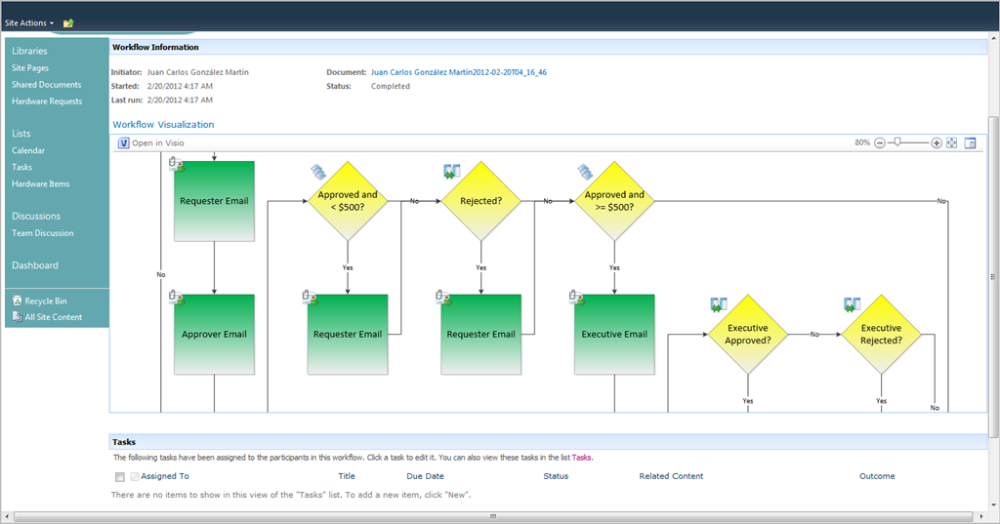 Site Actions
Libraries
Site Pages
Shared Documents
Hardware Requests
Lists
Calendar
Tasks
Hardware Items
Discussions
Team Discussion
Dashboard
Recycle Bin
All Site Content
Workflow Information
Initiator: Juan Carlos González Martín
Document: Juan Carlos González Martín2012-02-20T04_16_46
Started: 2/20/2012 4:17 AM
Status: Completed
Last run: 2/20/2012 4:17 AM
Workflow Visualization
Open in Visio
80%
Requester Email
Approved and
< $500?
No
Rejected?
No
Approved and
>= $500?
No
No
Yes
Yes
Yes
Approver Email
Requester Email
Requester Email
Executive Email
Executive
Approved?
No
Executive
Rejected?
Yes
Yes
No
Tasks
The following tasks have been assigned to the participants in this workflow. Click a task to edit it. You can also view these tasks in the list Tasks.
Assigned To Title Due Date Status Related Content Outcome
There are no items to show in this view of the "Tasks" list. To add a new item, click "New".